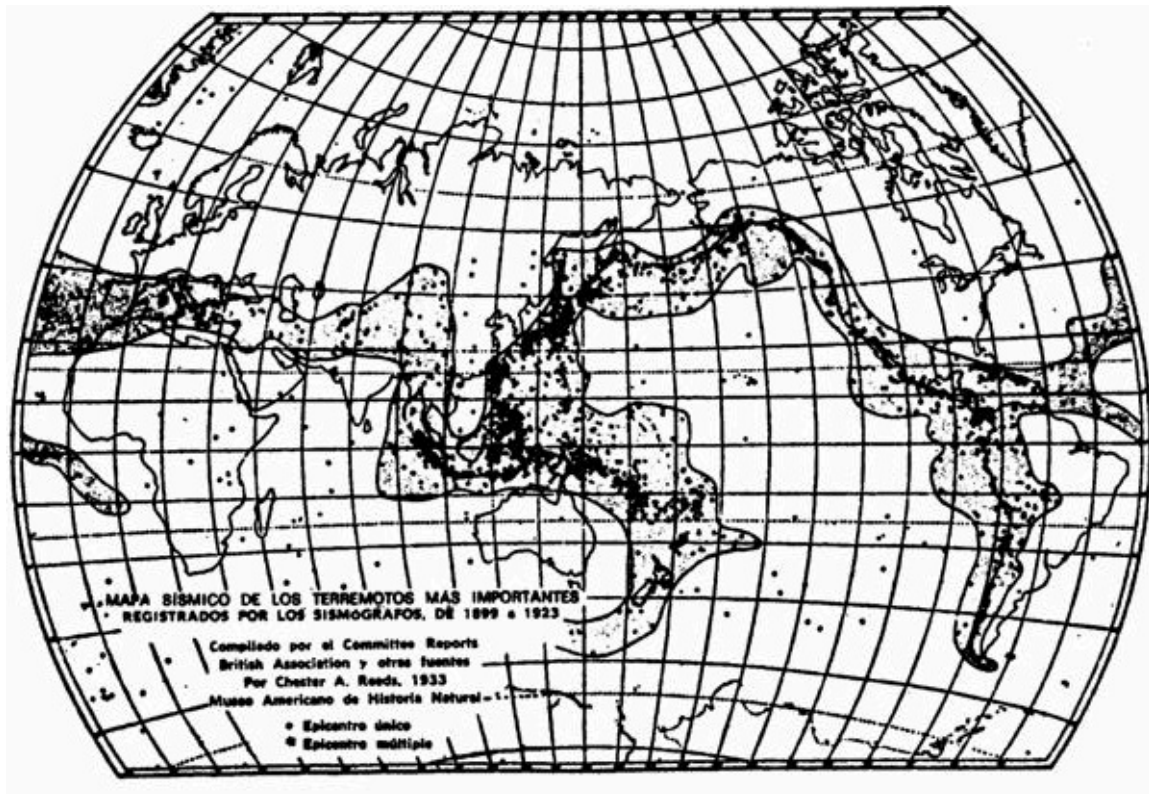 MAPA SÍSMICO DE LOS TERREMOTOS MÁS IMPORTANTES
REGISTRADOS POR LOS SISMÓGRAFOS, DE 1899 a 1923
Compilado por el Committee Reports
British Association y otras fuentes
Por Chester A. Reeds, 1933
Museo Americano de Historia Natural
Epicentro único
Epicentro múltiple